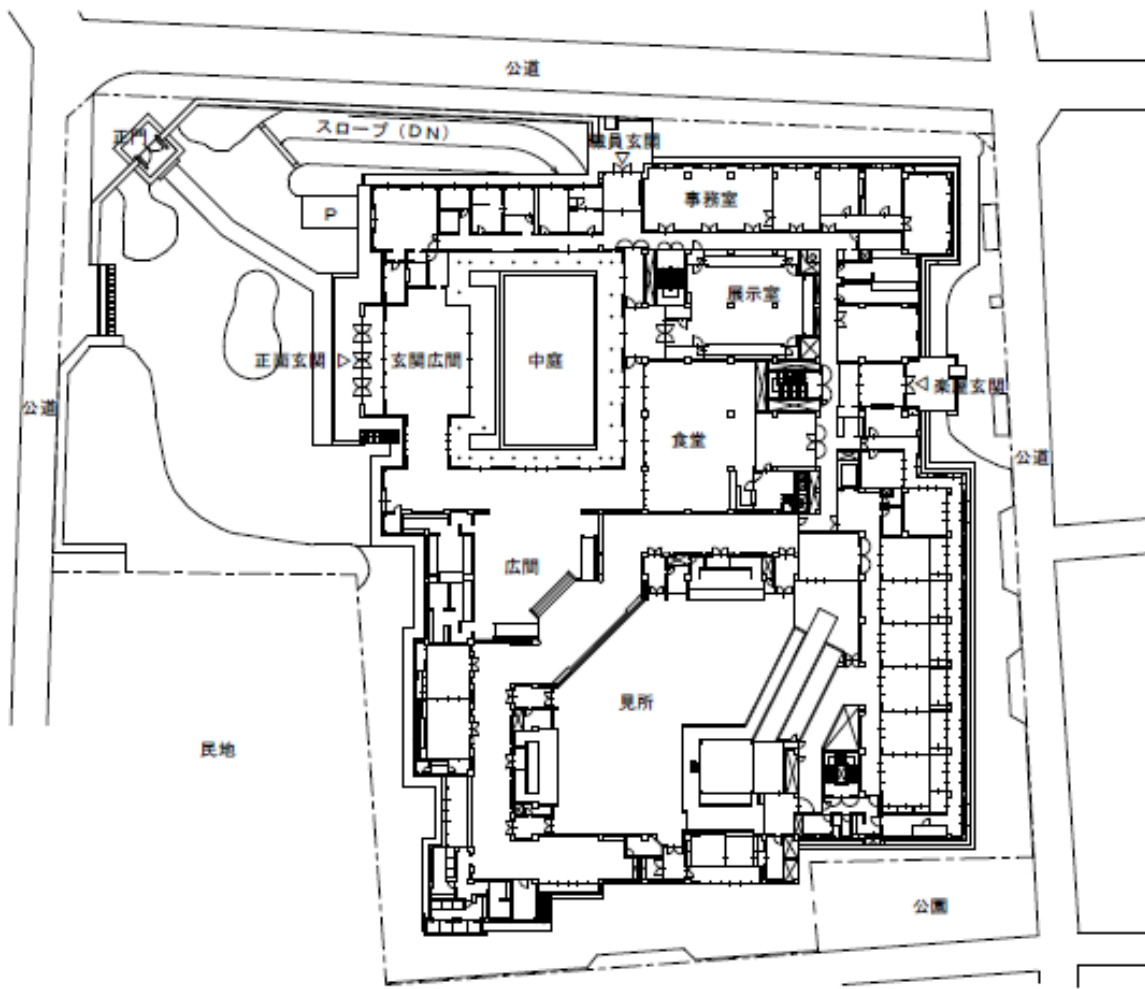 公道
正門
スロープ（DN）
職員玄関
P
事務室
展示室
正面玄関
玄関広間
中庭
楽屋玄関
公道
食堂
公道
広間
見所
民地
公園